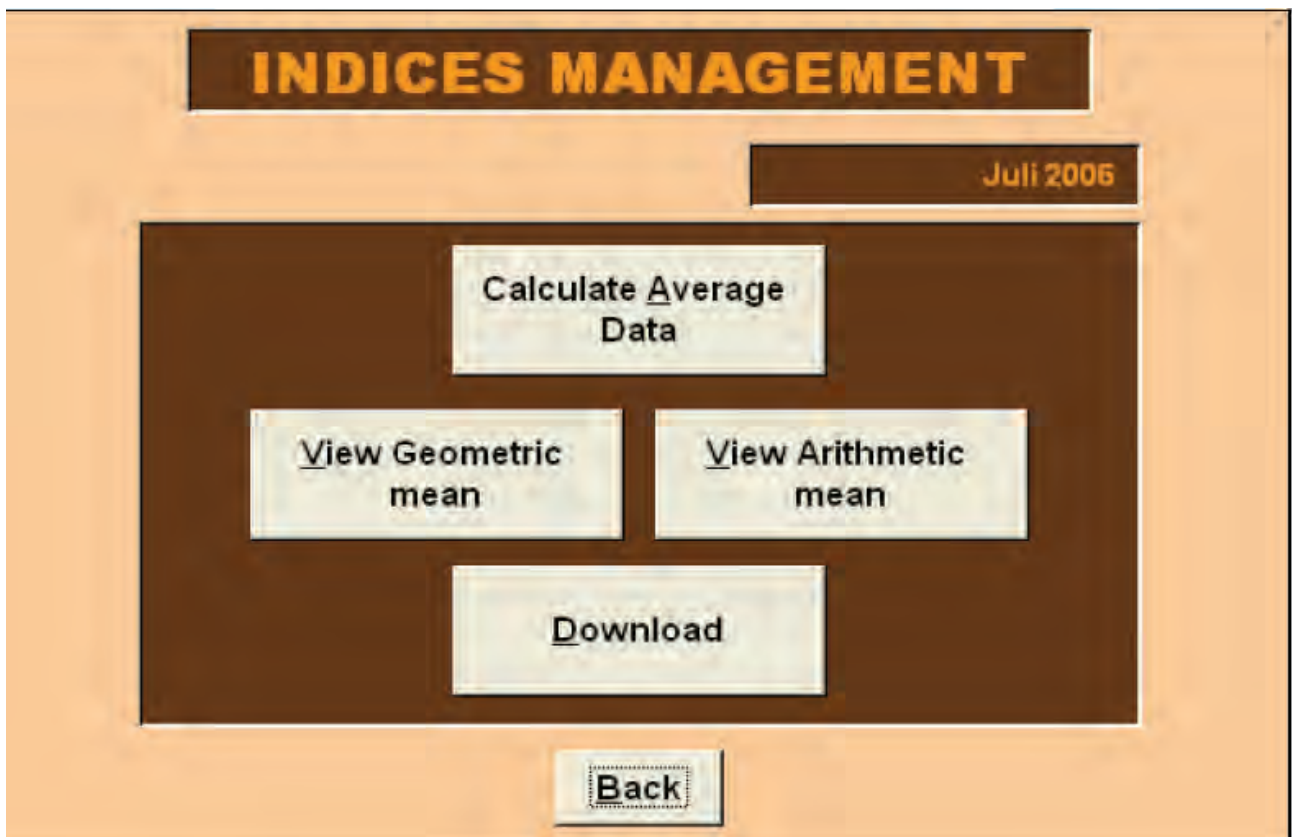 INDICES MANAGEMENT
Juli 2006
Calculate Average
Data
View Geometric
mean
View Arithmetic
mean
Download
Back